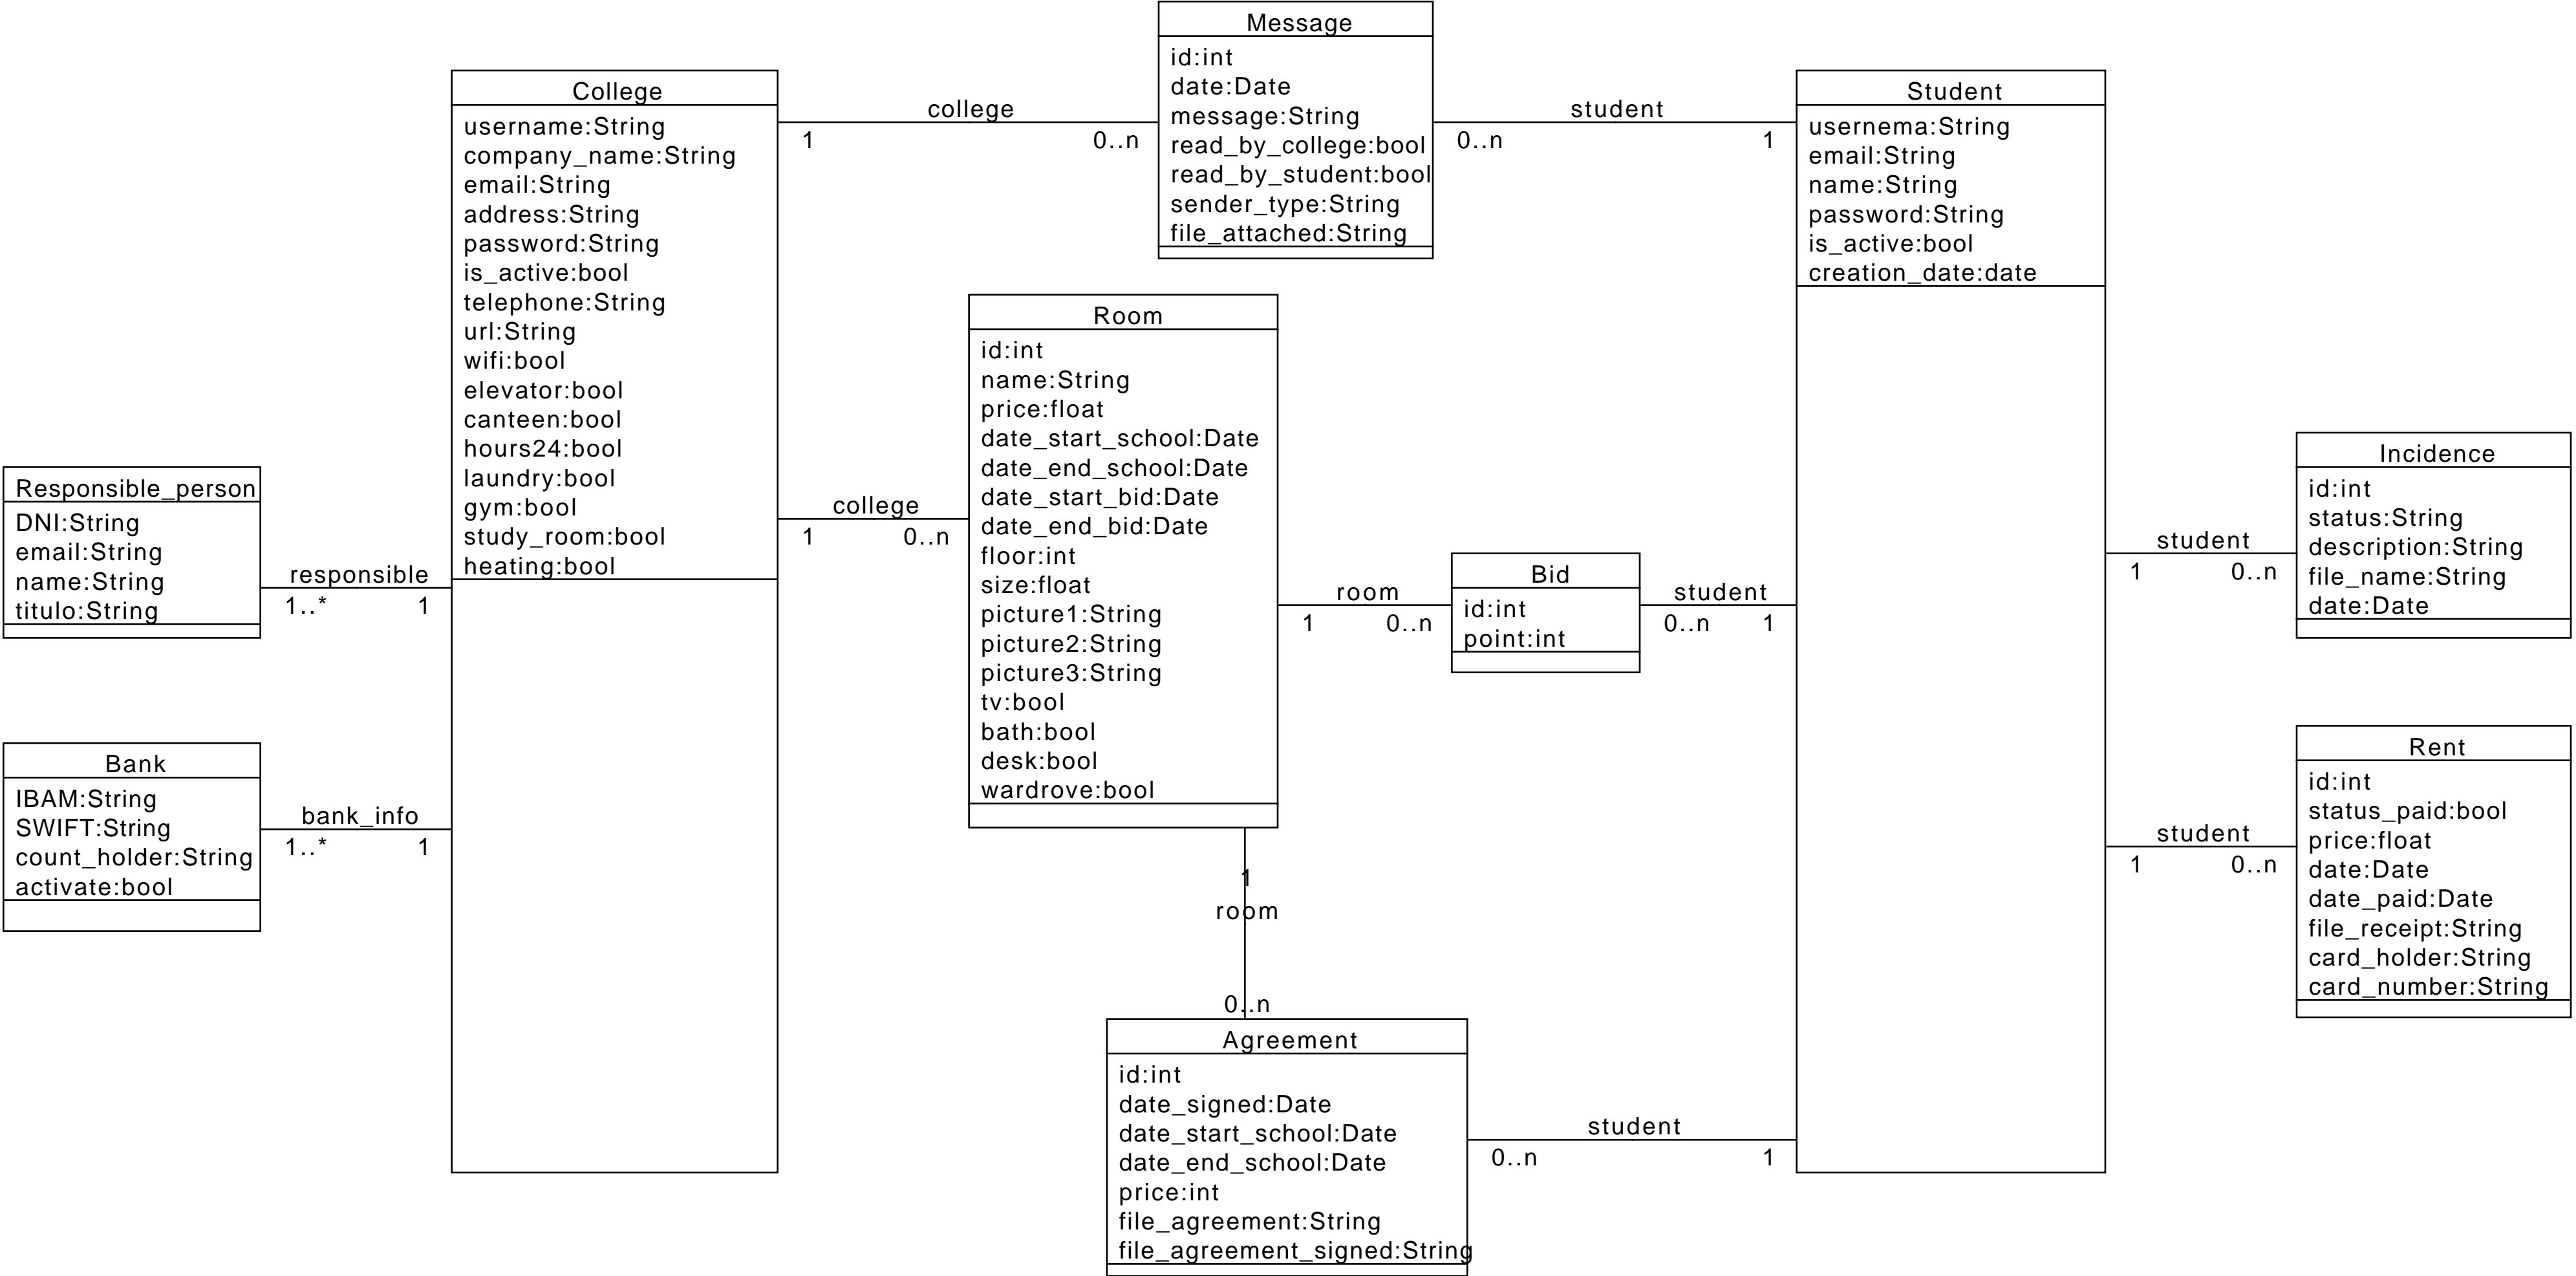 Message
id:int
date:Date
message:String
read_by_college:bool
read_by_student:bool
sender_type:String
file_attached:String
College
username:String
company_name:String
email:String
address:String
password:String
is_active:bool
telephone:String
url:String
wifi:bool
elevator:bool
canteen:bool
hours24:bool
laundry:bool
gym:bool
study_room:bool
heating:bool
college
1
0..n
student
0..n
1
Student
usernema:String
email:String
name:String
password:String
is_active:bool
creation_date:date
Room
id:int
name:String
price:float
date_start_school:Date
date_end_school:Date
date_start_bid:Date
date_end_bid:Date
floor:int
size:float
picture1:String
picture2:String
picture3:String
tv:bool
bath:bool
desk:bool
wardrove:bool
college
1
0..n
Responsible_person
DNI:String
email:String
name:String
titulo:String
responsible
1..*
1
Bank
IBAM:String
SWIFT:String
count_holder:String
activate:bool
bank_info
1..*
1
room
1
0..n
Bid
id:int
point:int
student
0..n
1
Incidence
id:int
status:String
description:String
file_name:String
date:Date
student
1
0..n
Rent
id:int
status_paid:bool
price:float
date:Date
date_paid:Date
file_receipt:String
card_holder:String
card_number:String
student
1
0..n
1
room
0..n
Agreement
id:int
date_signed:Date
date_start_school:Date
date_end_school:Date
price:int
file_agreement:String
file_agreement_signed:String
student
0..n
1